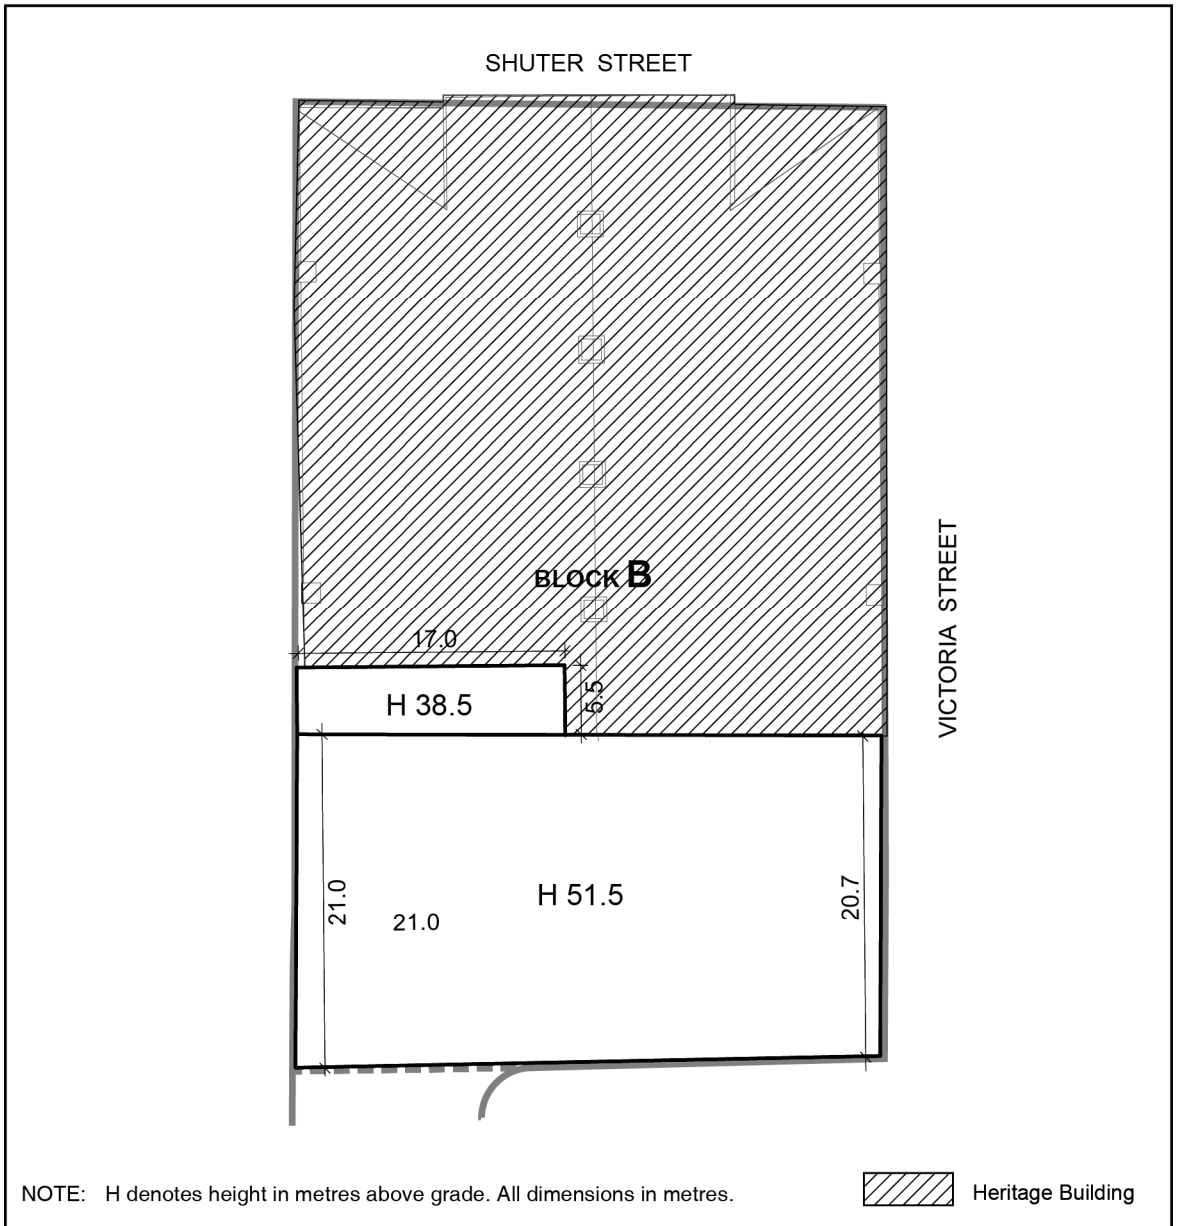 SHUTER STREET
BLOCK B
VICTORIA STREET
17.0
5.5
H 38.5
21.0
21.0
H 51.5
20.7
NOTE: H denotes height in metres above grade. All dimensions in metres.
Heritage Building